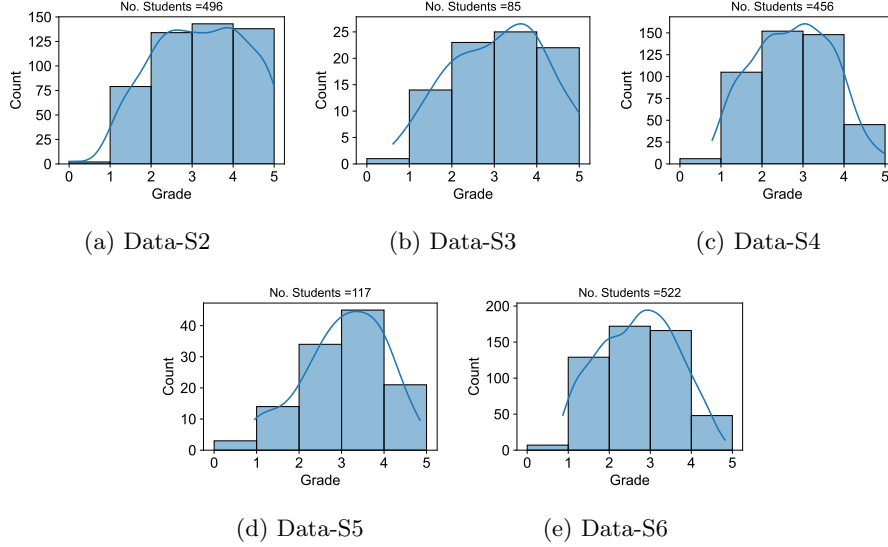 No. Students =496
150
125
100
75
50
25
0
Count
0 1 2 3 4 5
Grade
(a) Data-S2
No. Students =85
25
20
15
10
5
0
Count
0 1 2 3 4 5
Grade
(b) Data-S3
No. Students =456
150
125
100
75
50
25
0
Count
0 1 2 3 4 5
Grade
(c) Data-S4
No. Students =117
40
30
20
10
0
Count
0 1 2 3 4 5
Grade
(d) Data-S5
No. Students =522
200
150
100
50
0
Count
0 1 2 3 4 5
Grade
(e) Data-S6